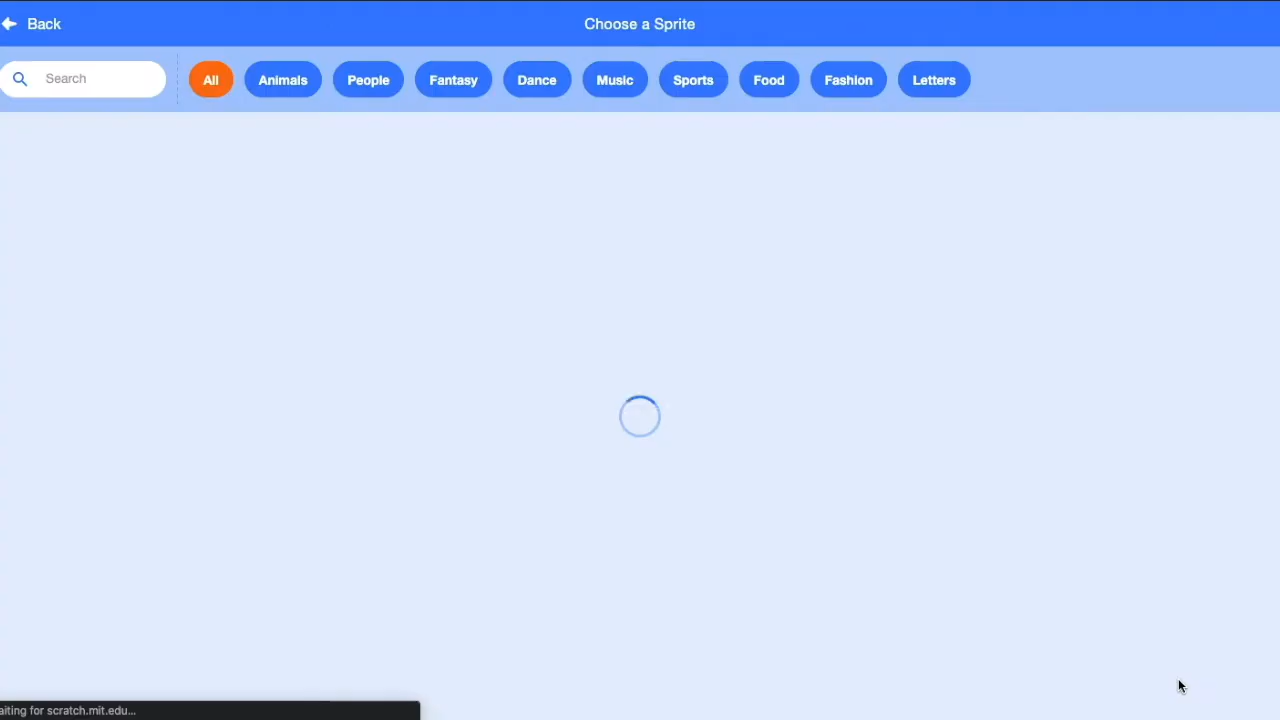 Back
Choose a Sprite
Search
All Animals People Fantasy Dance Music Sports Food Fashion Letters
aiting for scratch.mit.edu...